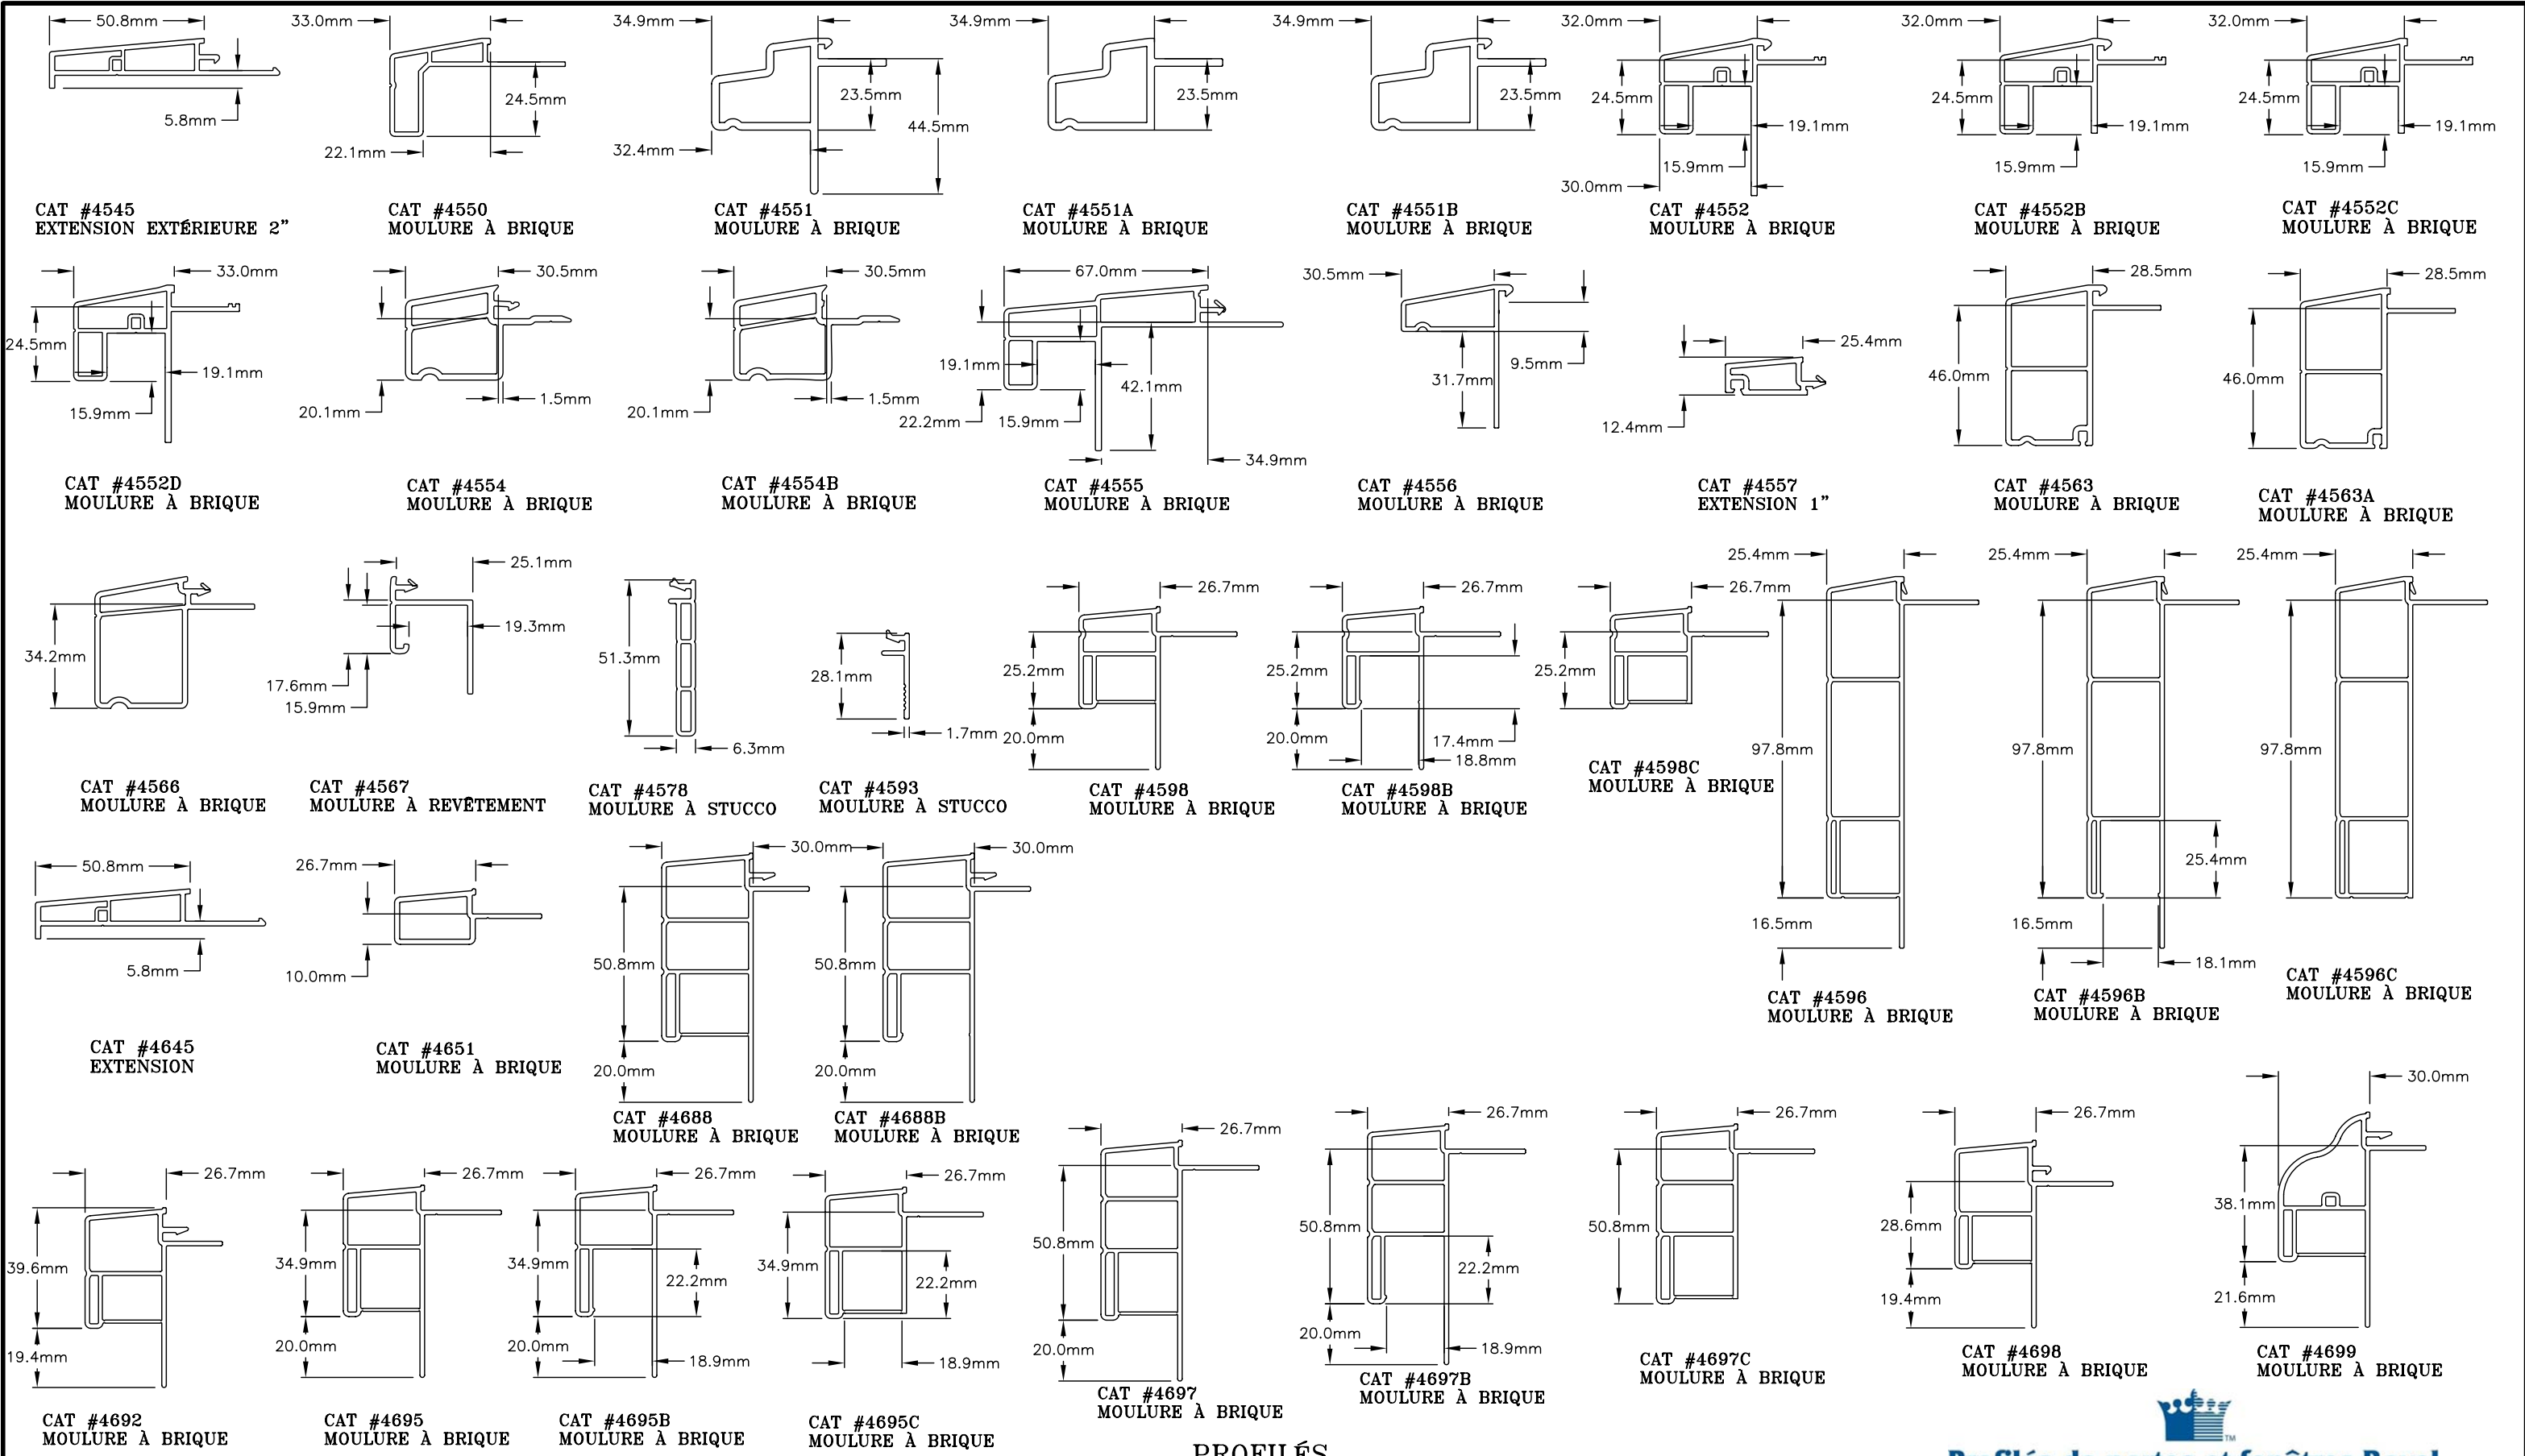 50.8mm
5.8mm
CAT #4545
EXTENSION EXTÉRIEURE 2"
33.0mm
24.5mm
22.1mm
CAT #4550
MOULURE À BRIQUE
34.9mm
23.5mm
44.5mm
32.4mm
CAT #4551
MOULURE À BRIQUE
34.9mm
23.5mm
CAT #4551A
MOULURE À BRIQUE
34.9mm
23.5mm
CAT #4551B
MOULURE À BRIQUE
32.0mm
24.5mm
19.1mm
15.9mm
30.0mm
CAT #4552
MOULURE À BRIQUE
32.0mm
24.5mm
19.1mm
15.9mm
CAT #4552B
MOULURE À BRIQUE
32.0mm
24.5mm
19.1mm
15.9mm
CAT #4552C
MOULURE À BRIQUE
33.0mm
24.5mm
19.1mm
15.9mm
CAT #4552D
MOULURE À BRIQUE
30.5mm
20.1mm
1.5mm
CAT #4554
MOULURE À BRIQUE
30.5mm
20.1mm
1.5mm
CAT #4554B
MOULURE À BRIQUE
67.0mm
19.1mm
42.1mm
22.2mm
15.9mm
34.9mm
CAT #4555
MOULURE À BRIQUE
30.5mm
9.5mm
31.7mm
CAT #4556
MOULURE À BRIQUE
25.4mm
12.4mm
CAT #4557
EXTENSION 1"
28.5mm
46.0mm
CAT #4563
MOULURE À BRIQUE
28.5mm
46.0mm
CAT #4563A
MOULURE À BRIQUE
34.2mm
CAT #4566
MOULURE À BRIQUE
25.1mm
19.3mm
17.6mm
15.9mm
CAT #4567
MOULURE À REVÊTEMENT
51.3mm
6.3mm
CAT #4578
MOULURE À STUCCO
28.1mm
1.7mm
CAT #4593
MOULURE À STUCCO
26.7mm
25.2mm
20.0mm
CAT #4598
MOULURE À BRIQUE
26.7mm
25.2mm
20.0mm
17.4mm
18.8mm
CAT #4598B
MOULURE À BRIQUE
26.7mm
25.2mm
CAT #4598C
MOULURE À BRIQUE
25.4mm
97.8mm
16.5mm
CAT #4596
MOULURE À BRIQUE
25.4mm
97.8mm
25.4mm
16.5mm
18.1mm
CAT #4596B
MOULURE À BRIQUE
25.4mm
97.8mm
CAT #4596C
MOULURE À BRIQUE
50.8mm
5.8mm
CAT #4645
EXTENSION
26.7mm
10.0mm
CAT #4651
MOULURE À BRIQUE
30.0mm
50.8mm
20.0mm
CAT #4688
MOULURE À BRIQUE
30.0mm
50.8mm
20.0mm
CAT #4688B
MOULURE À BRIQUE
26.7mm
39.6mm
19.4mm
CAT #4692
MOULURE À BRIQUE
26.7mm
34.9mm
20.0mm
CAT #4695
MOULURE À BRIQUE
26.7mm
34.9mm
22.2mm
20.0mm
18.9mm
CAT #4695B
MOULURE À BRIQUE
26.7mm
34.9mm
22.2mm
18.9mm
CAT #4695C
MOULURE À BRIQUE
26.7mm
50.8mm
20.0mm
CAT #4697
MOULURE À BRIQUE
26.7mm
50.8mm
22.2mm
20.0mm
18.9mm
CAT #4697B
MOULURE À BRIQUE
26.7mm
50.8mm
CAT #4697C
MOULURE À BRIQUE
26.7mm
28.6mm
19.4mm
CAT #4698
MOULURE À BRIQUE
30.0mm
38.1mm
21.6mm
CAT #4699
MOULURE À BRIQUE
PROFILÉS
TM
Profilés de portes et fenêtres Royal